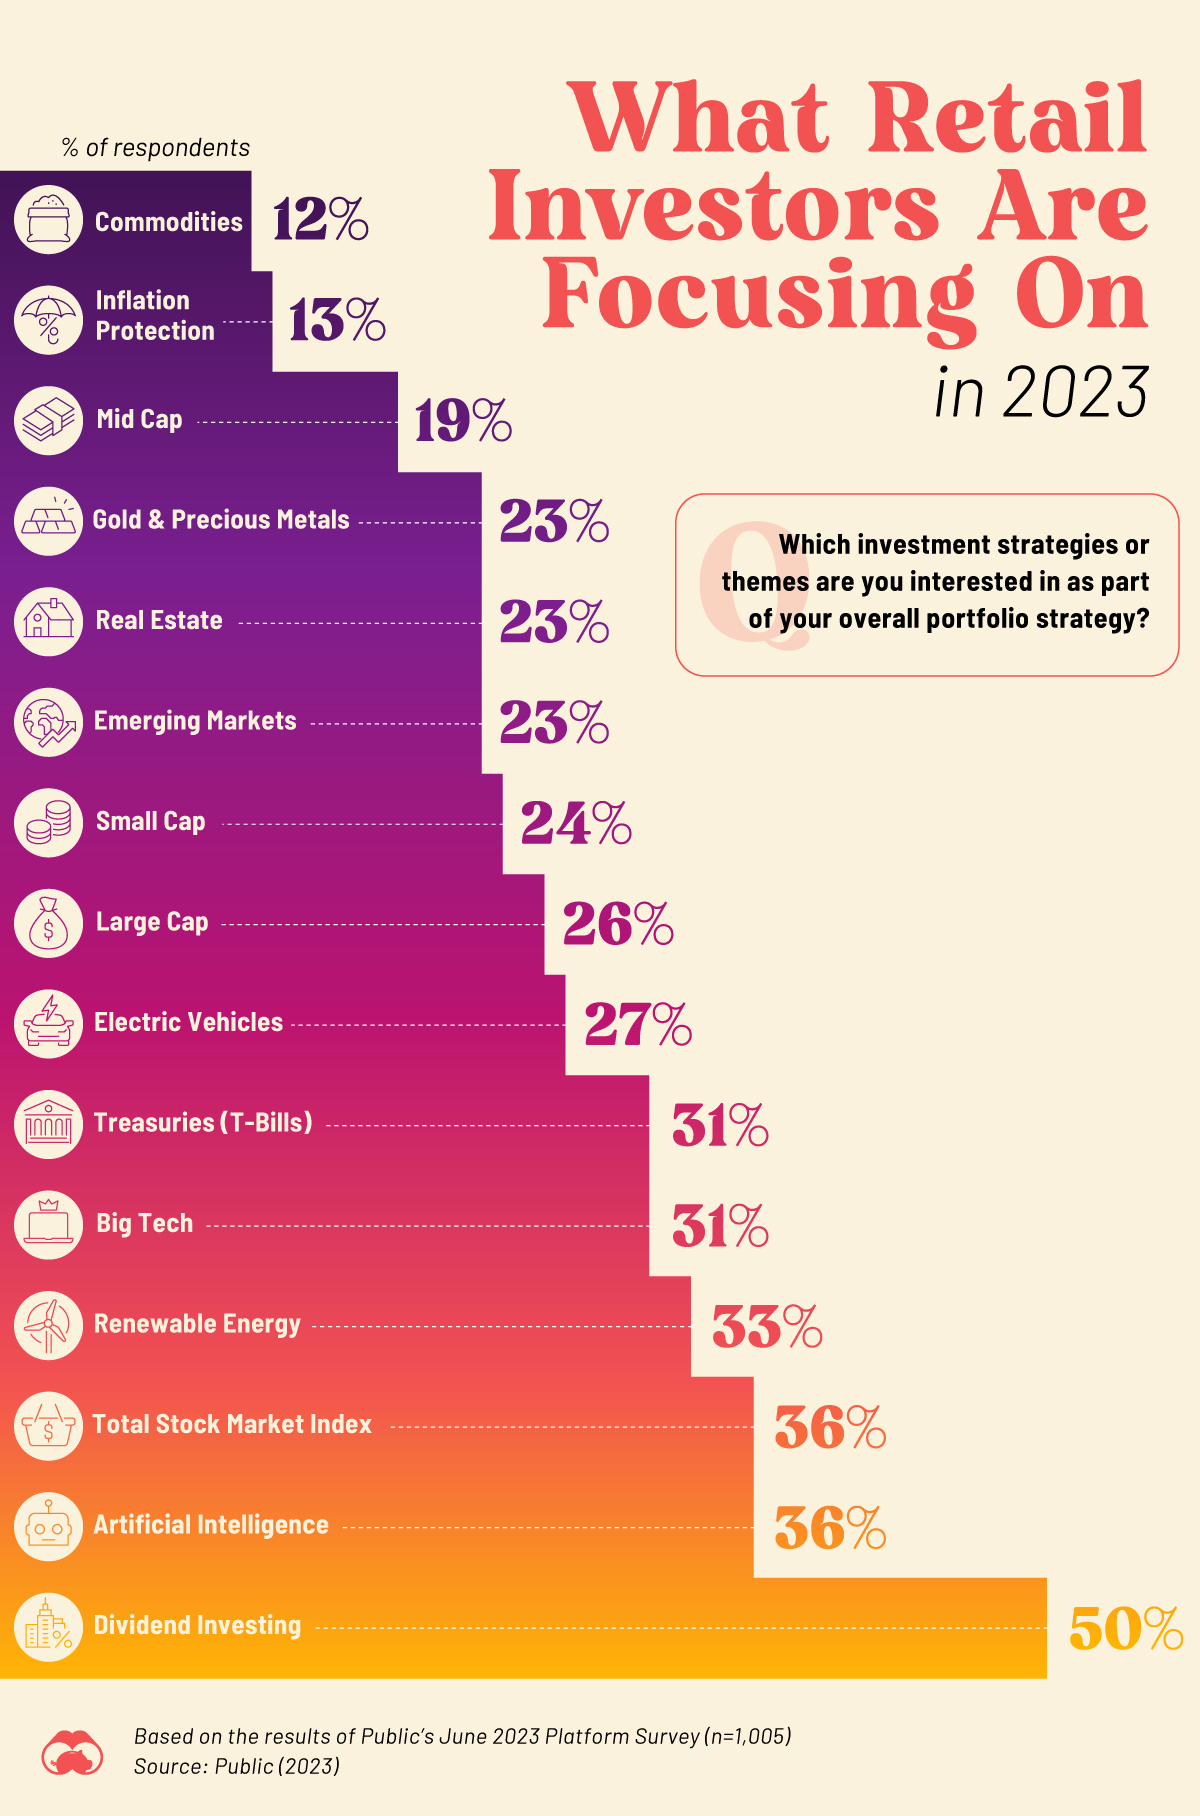 What Retail
Investors Are
Focusing On
in 2023
% of respondents
Commodities 12%
Inflation
Protection 13%
Mid Cap 19%
Gold & Precious Metals 23%
Real Estate 23%
Emerging Markets 23%
Small Cap 24%
Large Cap 26%
Electric Vehicles 27%
Treasuries (T-Bills) 31%
Big Tech 31%
Renewable Energy 33%
Total Stock Market Index 36%
Artificial Intelligence 36%
Dividend Investing 50%
Q
Which investment strategies or
themes are you interested in as part
of your overall portfolio strategy?
Based on the results of Public's June 2023 Platform Survey (n=1,005)
Source: Public (2023)